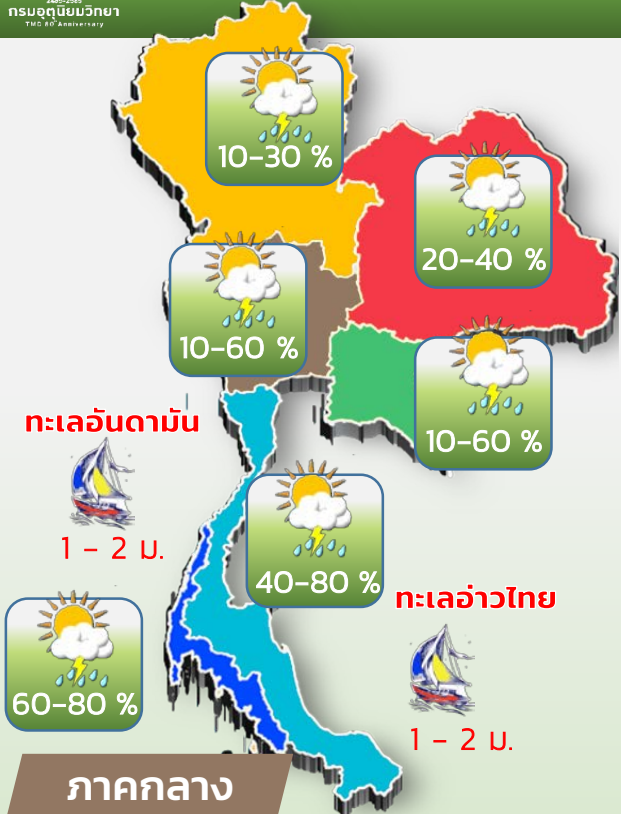 กรมอุตุนิยมวิทยา
TMD 80 Anniversary
10-30 %
20-40 %
10-60 %
10-60 %
ทะเลอันดามัน
1 - 2 ม.
40-80 %
ทะเลอ่าวไทย
60-80 %
1 - 2 ม.
ภาคกลาง